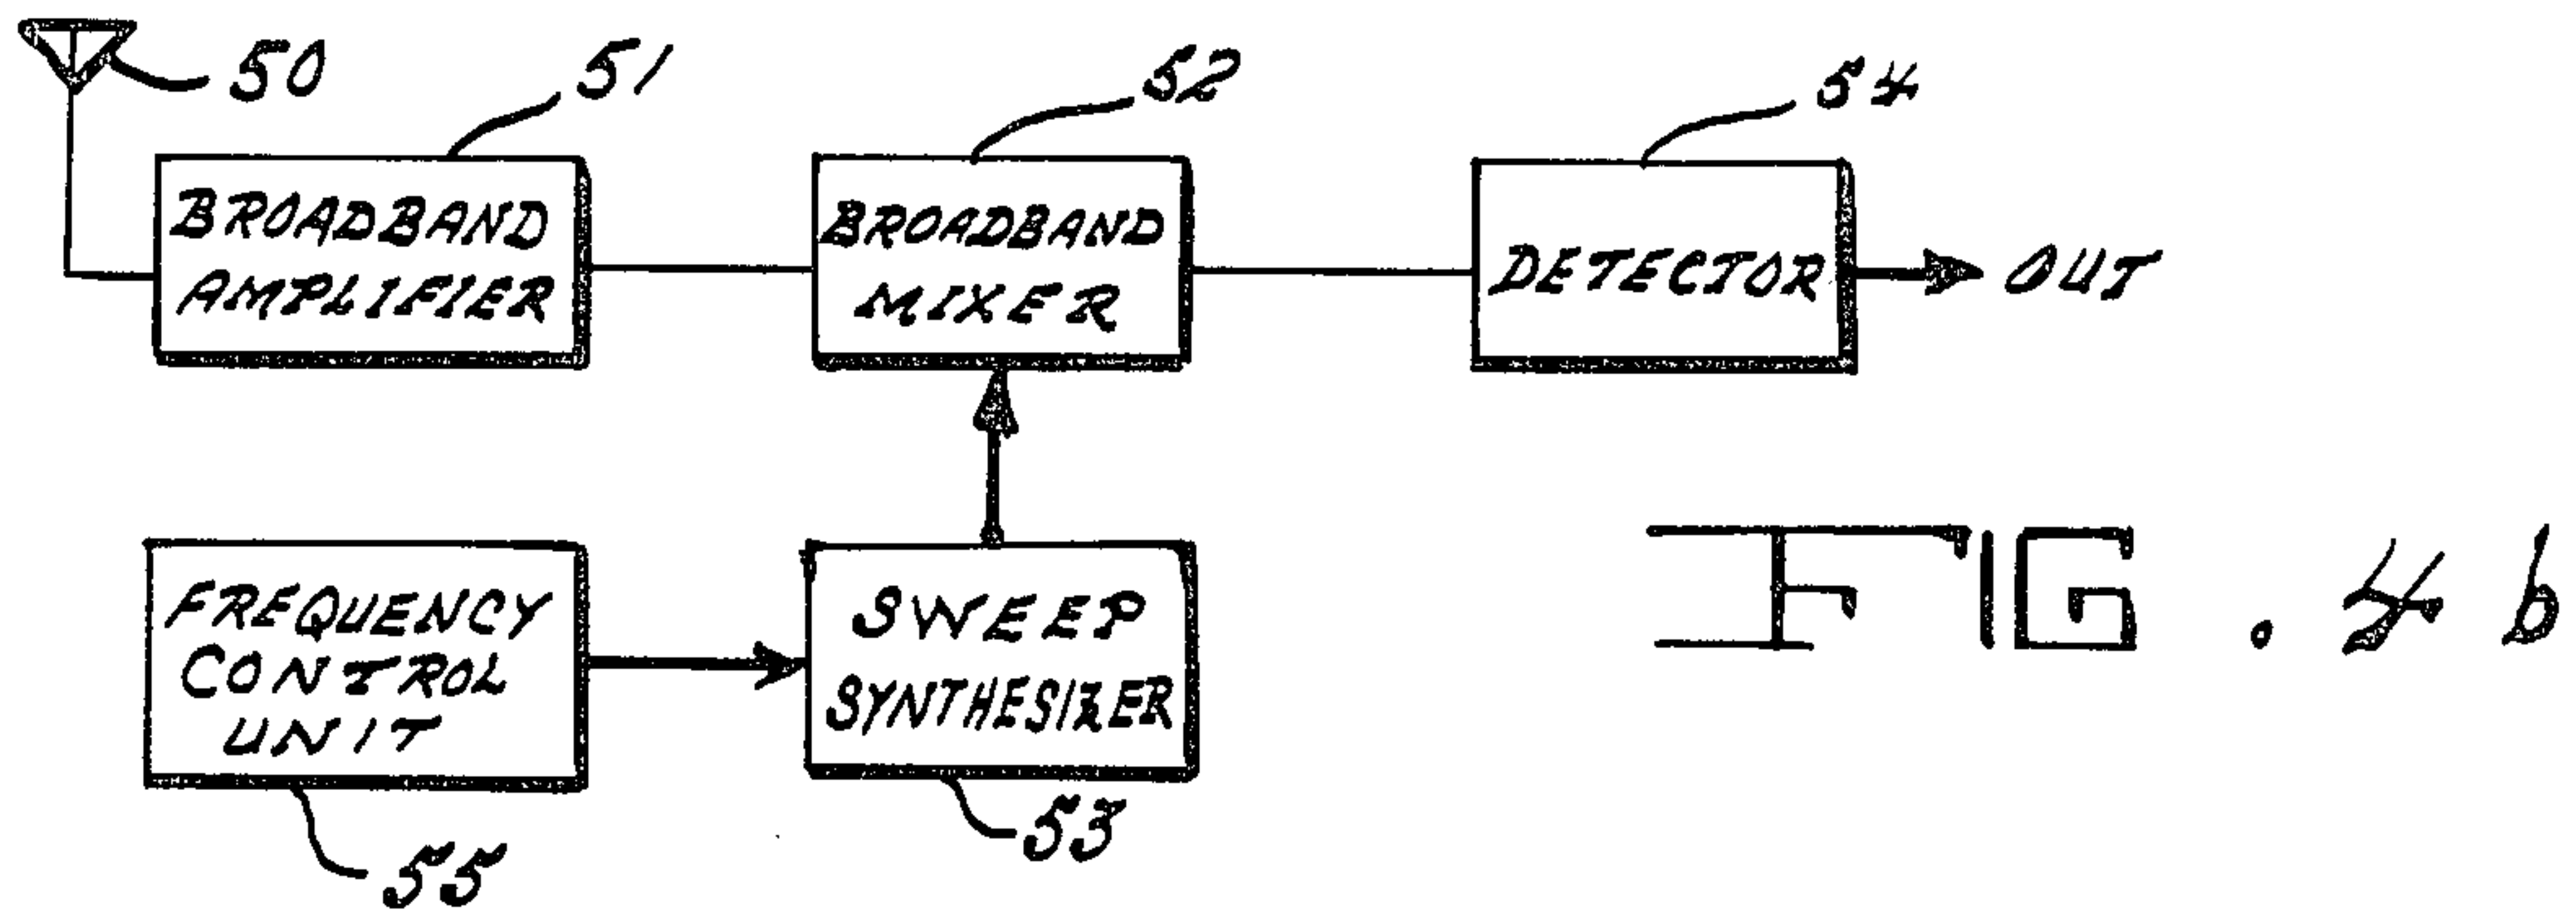 50
51
52
54
BROADBAND
AMPLIFIER
BROADBAND
MIXER
DETECTOR
OUT
FREQUENCY
CONTROL
UNIT
SWEEP
SYNTHESIZER
55
53
FIG. 4b